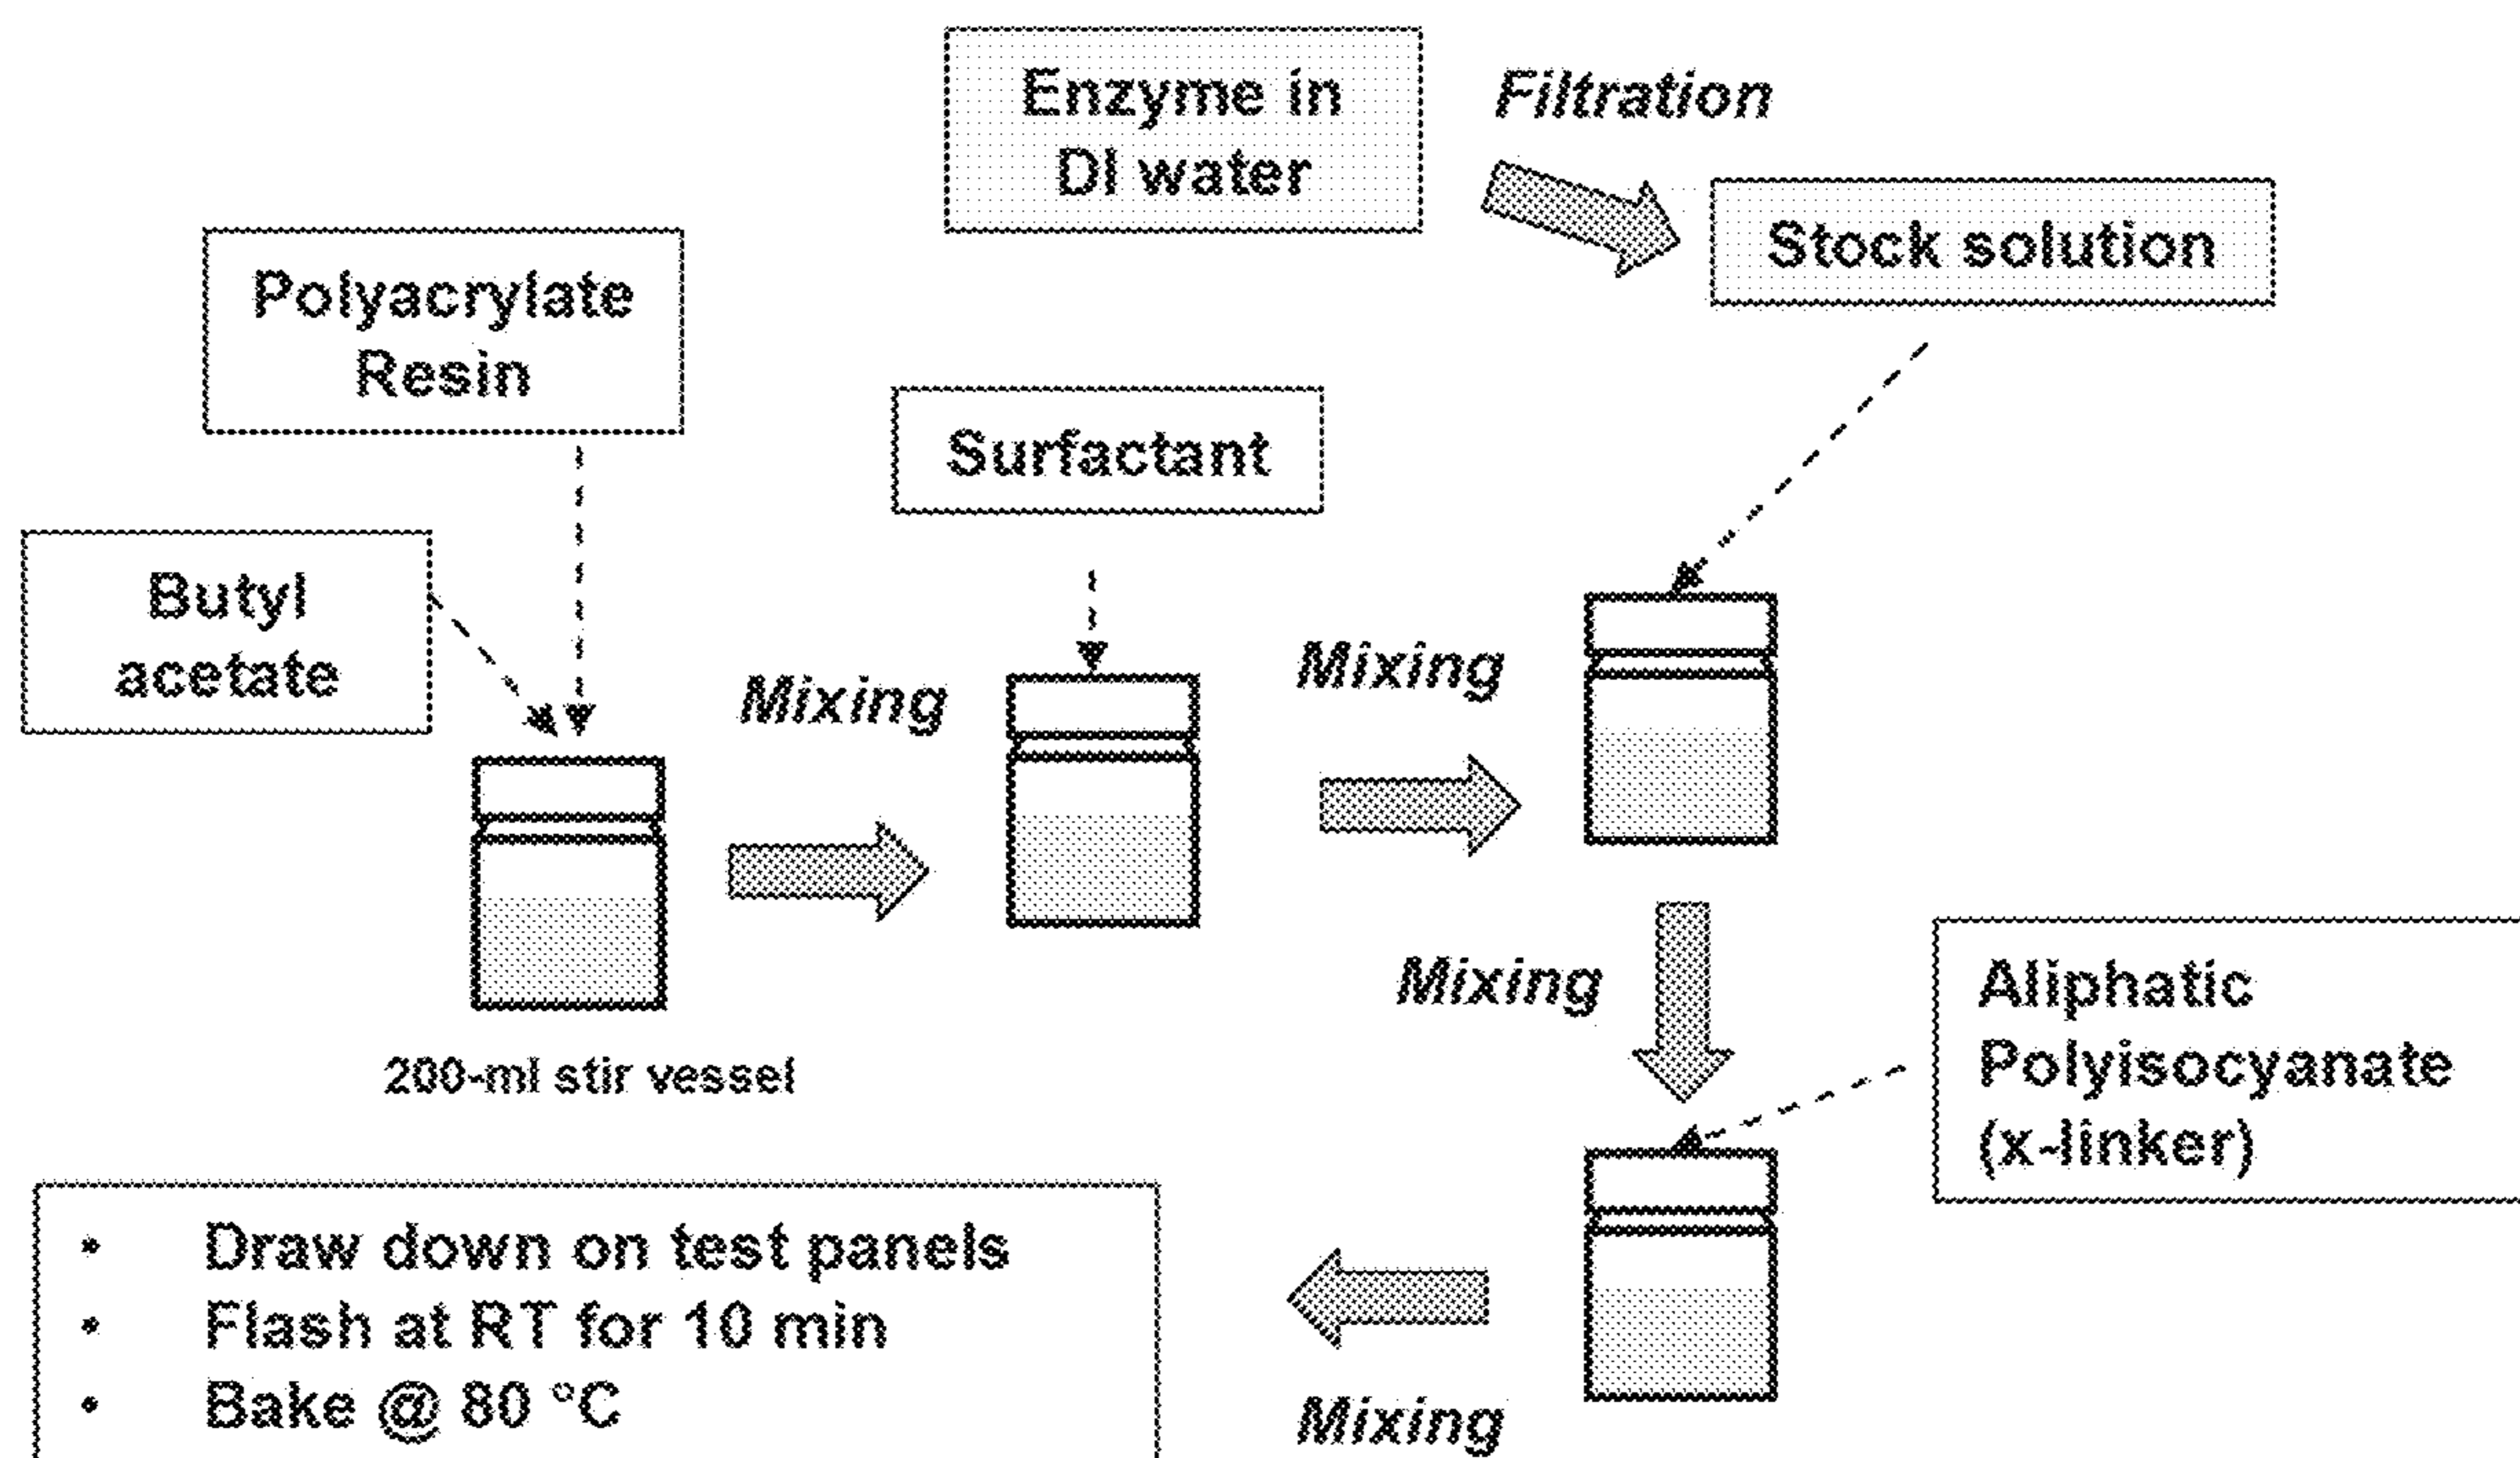 Enzyme in
DI water
Filtration
Stock solution
Polyacrylate
Resin
Surfactant
Butyl
acetate
Mixing
Mixing
200-ml stir vessel
Mixing
Aliphatic
Polyisocyanate
(x-linker)
• Draw down on test panels
• Flash at RT for 10 min
• Bake @ 80 °C
Mixing